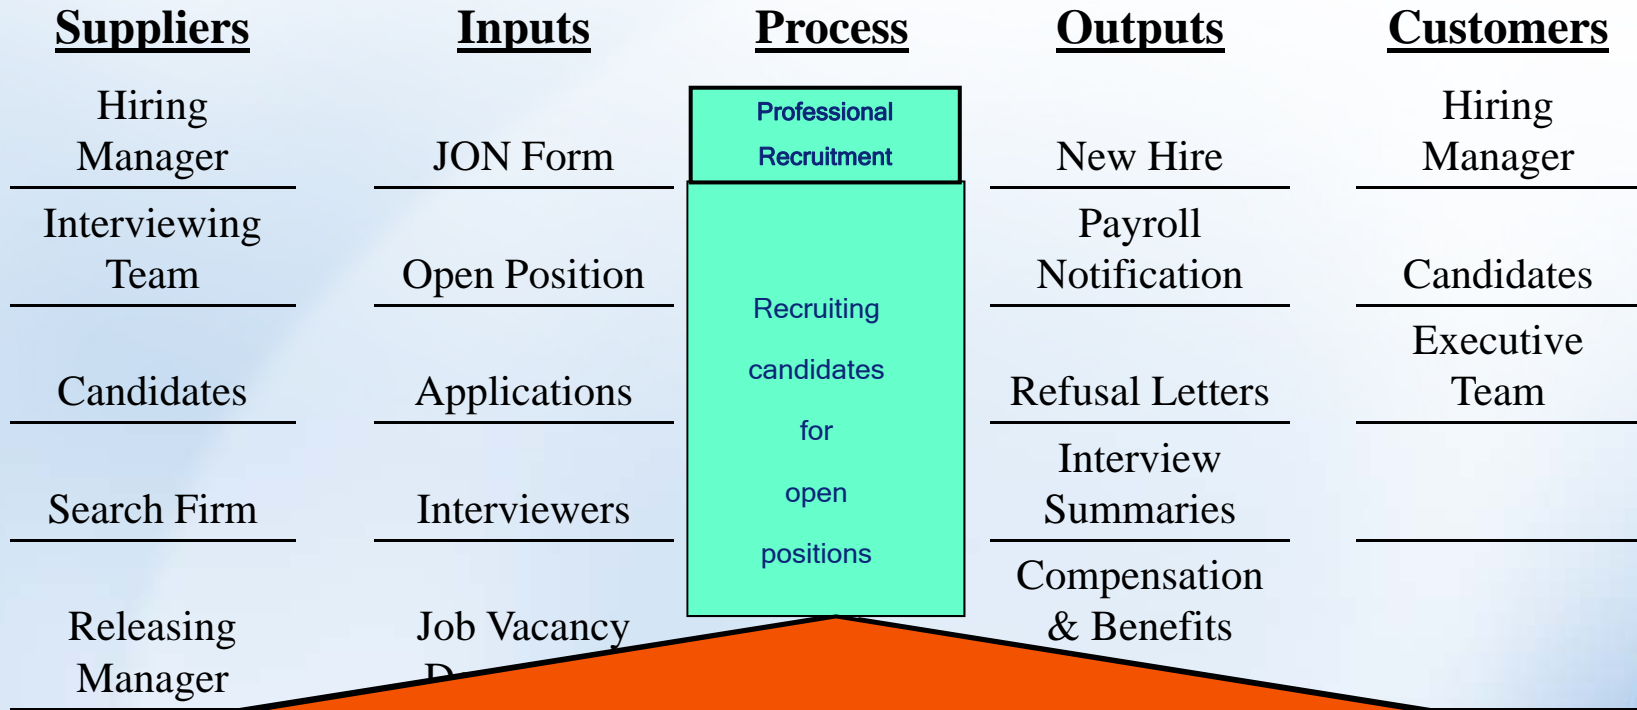 Suppliers
Inputs
Process
Outputs
Customers
Hiring
Manager
JON Form
Professional
Recruitment
New Hire
Hiring
Manager
Interviewing
Team
Open Position
Payroll
Notification
Candidates
Recruiting
candidates
for
open
positions
Candidates
Applications
Refusal Letters
Executive
Team
Search Firm
Interviewers
Interview
Summaries
Releasing
Manager
Job Vacancy
Compensation
& Benefits